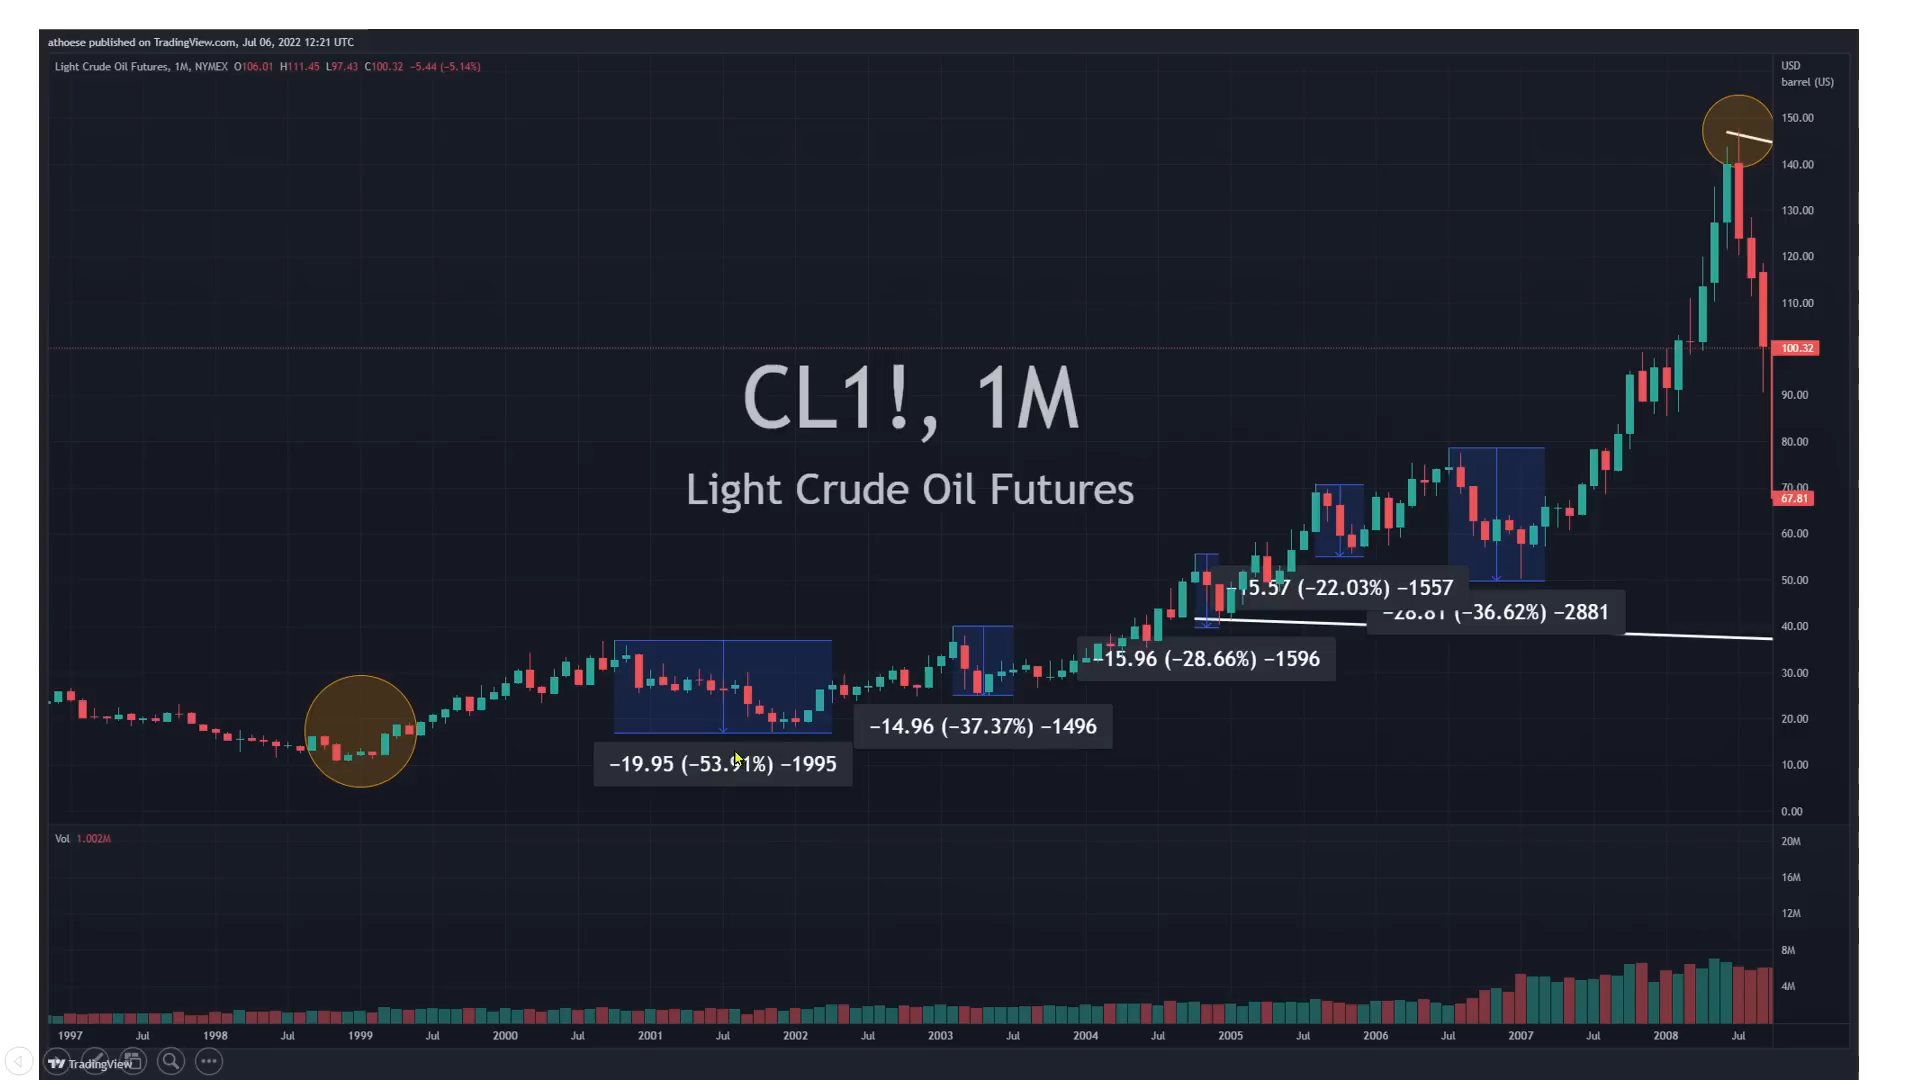 athoese published on TradingView.com, Jul 06, 2022 12:21 UTC
Light Crude Oil Futures, 1M, NYMEX O106.01 H111.45 L97.43 C100.32 −5.44 (−5.14%)
USD
barrel (US)
150.00
140.00
130.00
120.00
110.00
100.32
90.00
80.00
70.00
67.81
60.00
50.00
40.00
30.00
20.00
10.00
0.00
CL1!, 1M
Light Crude Oil Futures
−15.57 (−22.03%) −1557
−28.81 (−36.62%) −2881
−15.96 (−28.66%) −1596
−14.96 (−37.37%) −1496
−19.95 (−53.91%) −1995
Vol 1.002M
20M
16M
12M
8M
4M
1997 Jul 1998 Jul 1999 Jul 2000 Jul 2001 Jul 2002 Jul 2003 Jul 2004 Jul 2005 Jul 2006 Jul 2007 Jul 2008 Jul
TradingView